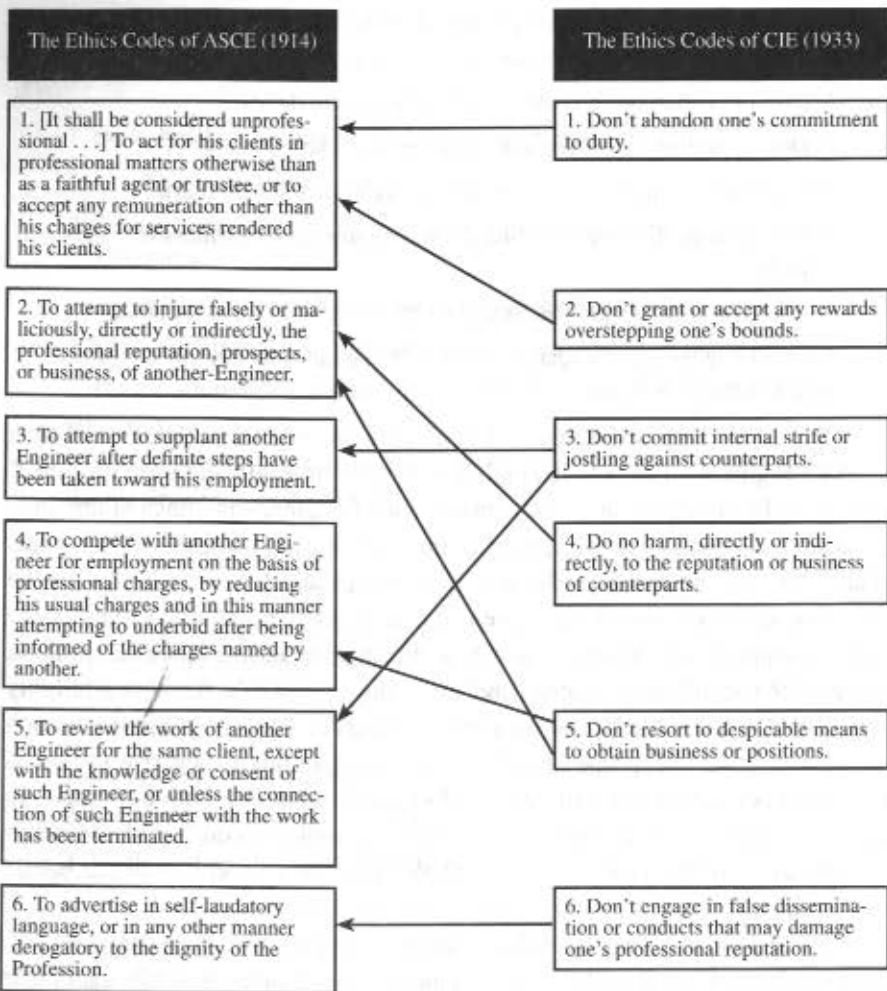 The Ethics Codes of ASCE (1914)
1. [It shall be considered unprofes-
sional . . .] To act for his clients in
professional matters otherwise than
as a faithful agent or trustee, or to
accept any remuneration other than
his charges for services rendered
his clients.
2. To attempt to injure falsely or ma-
liciously, directly or indirectly, the
professional reputation, prospects,
or business, of another-Engineer.
3. To attempt to supplant another
Engineer after definite steps have
been taken toward his employment.
4. To compete with another Engi-
neer for employment on the basis of
professional charges, by reducing
his usual charges and in this manner
attempting to underbid after being
informed of the charges named by
another.
5. To review the work of another
Engineer for the same client, except
with the knowledge or consent of
such Engineer, or unless the connec-
tion of such Engineer with the work
has been terminated.
6. To advertise in self-laudatory
language, or in any other manner
derogatory to the dignity of the
Profession.
The Ethics Codes of CIE (1933)
1. Don't abandon one's commitment
to duty.
2. Don't grant or accept any rewards
overstepping one's bounds.
3. Don't commit internal strife or
jostling against counterparts.
4. Do no harm, directly or indi-
rectly, to the reputation or business
of counterparts.
5. Don't resort to despicable means
to obtain business or positions.
6. Don't engage in false dissemina-
tion or conducts that may damage
one's professional reputation.